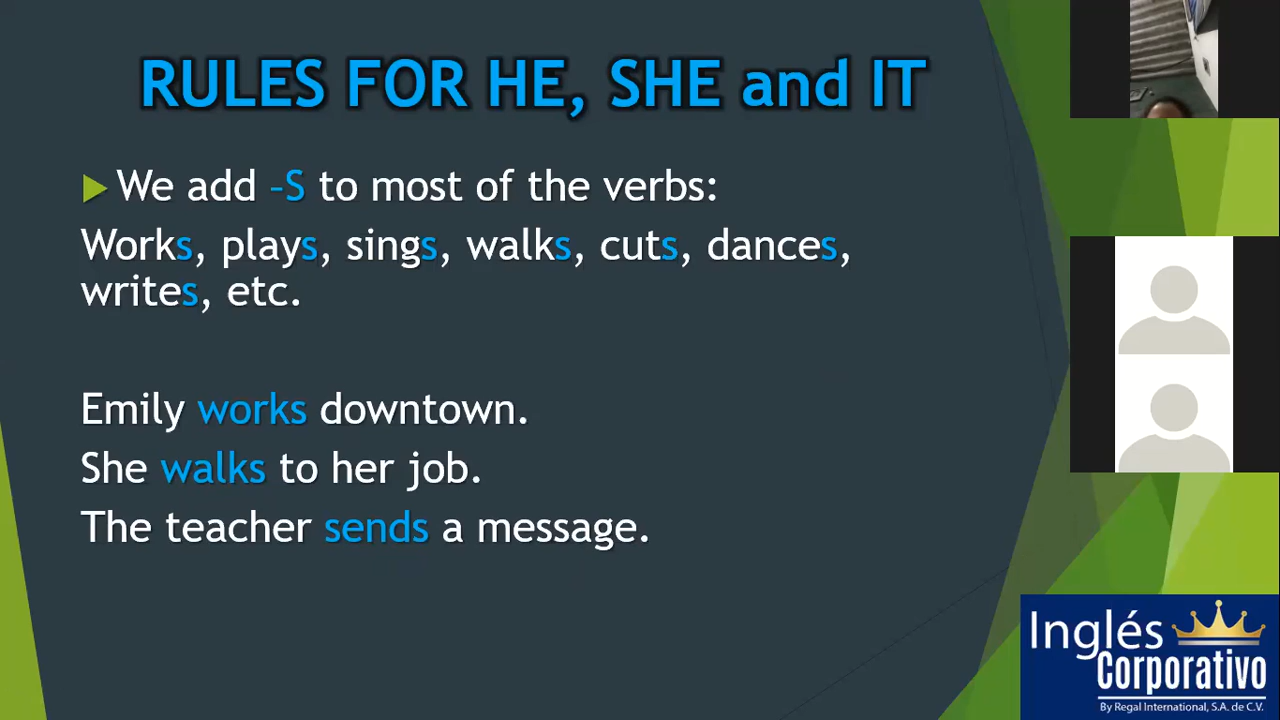 RULES FOR HE, SHE and IT
We add –S to most of the verbs:
Works, plays, sings, walks, cuts, dances,
writes, etc.
Emily works downtown.
She walks to her job.
The teacher sends a message.
Inglés
Corporativo
By Regal International, S.A. de C.V.